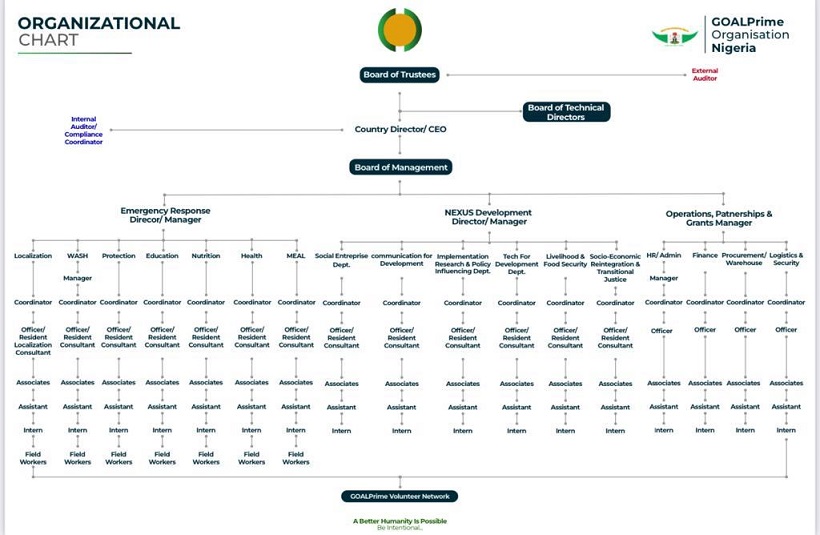 ORGANIZATIONAL
CHART
GOALPrime
Organisation
Nigeria
Board of Trustees
External
Auditor
Board of Technical
Directors
Internal
Auditor/
Compliance
Coordinator
Country Director/ CEO
Board of Management
Emergency Response
Direcor/ Manager
NEXUS Development
Director/ Manager
Operations, Patnerships &
Grants Manager
Localization
WASH
Protection
Education
Nutrition
Health
MEAL
Social Entreprise
Dept.
communication for
Development
Implementation
Research & Policy
Influencing Dept.
Tech For
Development
Dept.
Livelihood &
Food Security
Socio-Economic
Reintegration &
Transitional
Justice
HR/ Admin
Finance
Procurement/
Warehouse
Logistics &
Security
Manager
Manager
Coordinator Coordinator Coordinator Coordinator Coordinator Coordinator Coordinator Coordinator Coordinator Coordinator Coordinator Coordinator Coordinator Coordinator Coordinator Coordinator Coordinator
Officer/
Resident
Localization
Consultant
Officer/
Resident
Consultant
Officer/
Resident
Consultant
Officer/
Resident
Consultant
Officer/
Resident
Consultant
Officer/
Resident
Consultant
Officer/
Resident
Consultant
Officer/
Resident
Consultant
Officer/
Resident
Consultant
Officer/
Resident
Consultant
Officer/
Resident
Consultant
Officer/
Resident
Consultant
Officer/
Resident
Consultant
Officer
Officer
Officer
Officer
Associates Associates Associates Associates Associates Associates Associates Associates Associates Associates Associates Associates Associates Associates Associates Associates Associates
Assistant Assistant Assistant Assistant Assistant Assistant Assistant Assistant Assistant Assistant Assistant Assistant Assistant Assistant Assistant Assistant Assistant
Intern Intern Intern Intern Intern Intern Intern Intern Intern Intern Intern Intern Intern Intern Intern Intern Intern
Field
Workers
Field
Workers
Field
Workers
Field
Workers
Field
Workers
Field
Workers
Field
Workers
GOALPrime Volunteer Network
A Better Humanity Is Possible
Be Intentional...